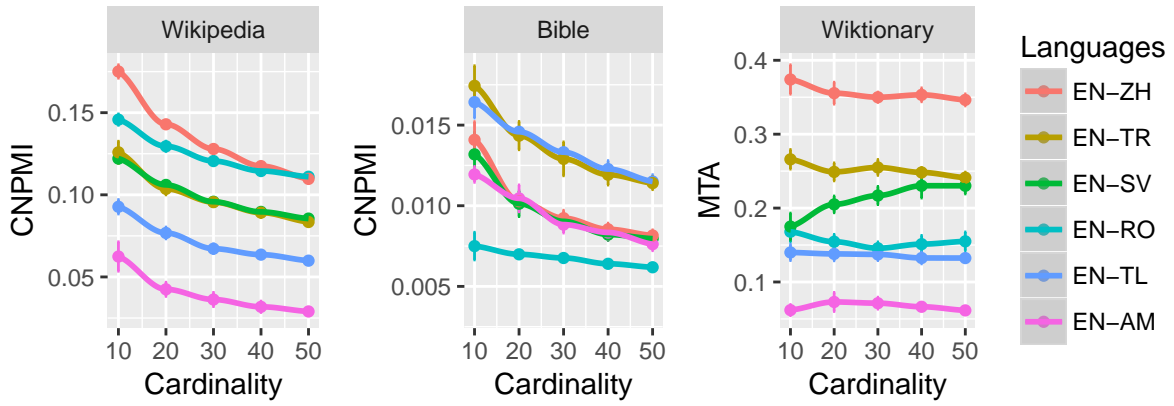 Wikipedia
CNPMI
0.15
0.10
0.05
10 20 30 40 50
Cardinality
Bible
CNPMI
0.015
0.010
0.005
10 20 30 40 50
Cardinality
Wiktionary
MTA
0.4
0.3
0.2
0.1
10 20 30 40 50
Cardinality
Languages
EN−ZH
EN−TR
EN−SV
EN−RO
EN−TL
EN−AM